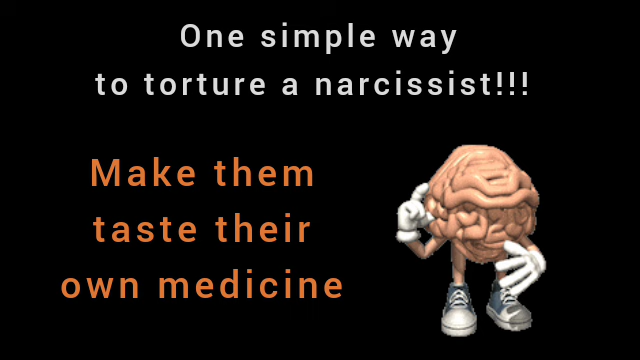 One simple way
to torture a narcissist!!!
Make them
taste their
own medicine